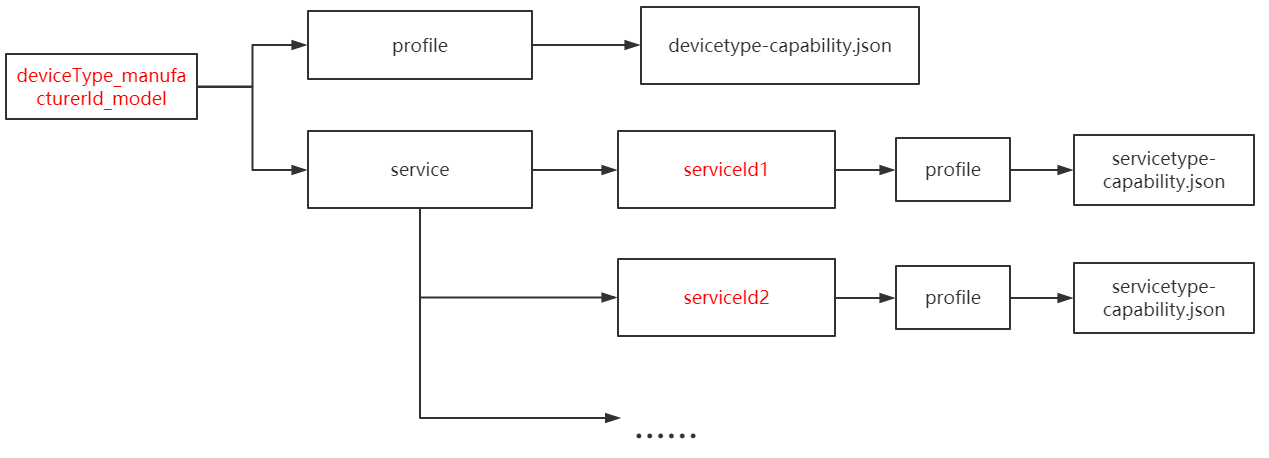 profile
devicetype-capability.json
deviceType_manufa
cturerId_model
service
serviceId1
profile
servicetype-
capability.json
serviceId2
profile
servicetype-
capability.json
……